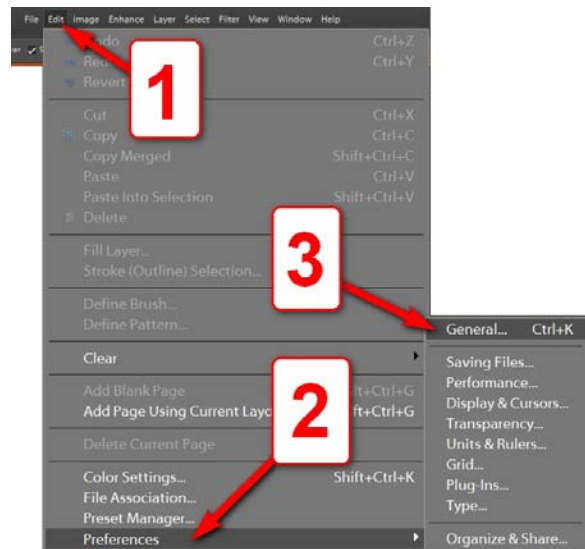 File Edit Image Enhance Layer Select Filter View Window Help
1
Ctrl+Z
Ctrl+Y
Revert
Cut Ctrl+X
Copy Ctrl+C
Copy Merged Shift+Ctrl+C
Paste Ctrl+V
Paste Into Selection Shift+Ctrl+V
Delete
Fill Layer...
Stroke (Outline) Selection...
3
Define Brush...
Define Pattern...
Clear
Add Blank Page
Add Page Using Current
2
Delete Current Page
Color Settings... Shift+Ctrl+K
File Association...
Preset Manager...
Preferences
General... Ctrl+K
Saving Files...
Performance...
Display & Cursors...
Transparency...
Units & Rulers...
Grid...
Plug-Ins...
Type...
Organize & Share...